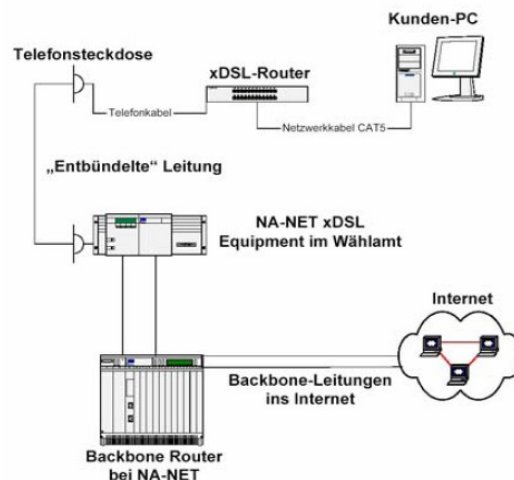 Kunden-PC
Telefonsteckdose
xDSL-Router
Telefonkabel
Netzwerkkabel CAT5
„Entbündelte“ Leitung
NA-NET xDSL
Equipment im Wählamt
Internet
Backbone-Leitungen
ins Internet
Backbone Router
bei NA-NET